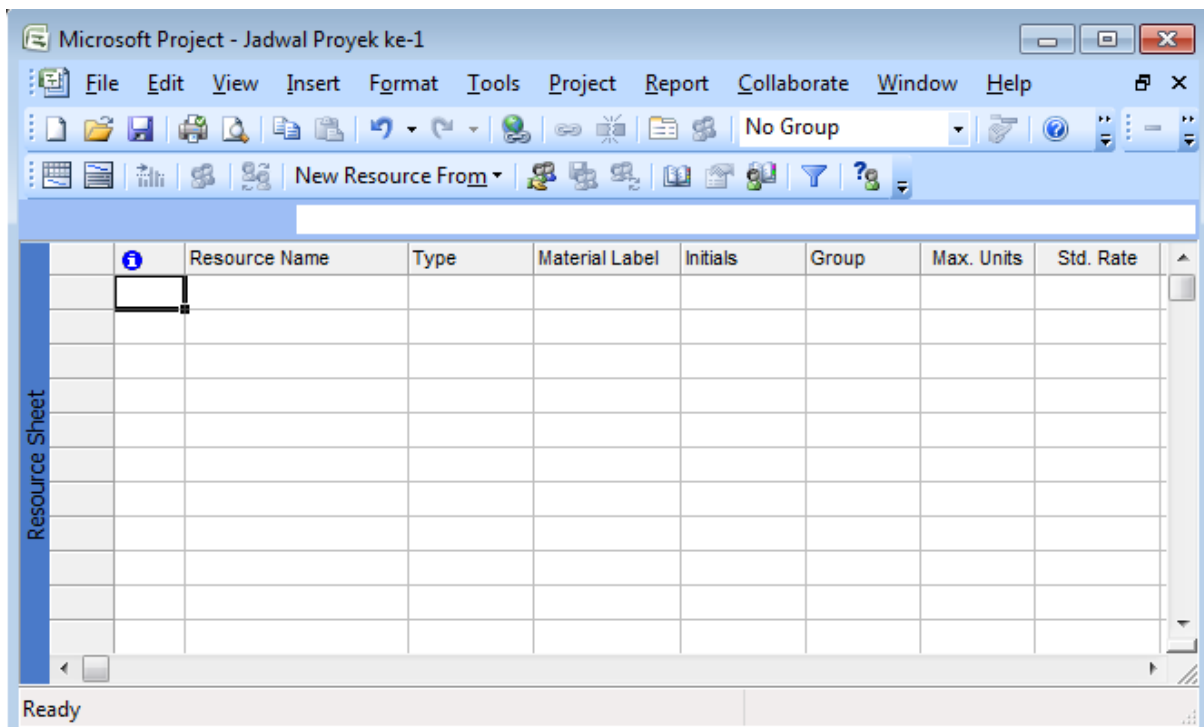 Microsoft Project - Jadwal Proyek ke-1
File Edit View Insert Format Tools Project Report Collaborate Window Help
No Group
New Resource From
Resource Name Type Material Label Initials Group Max. Units Std. Rate
Resource Sheet
Ready